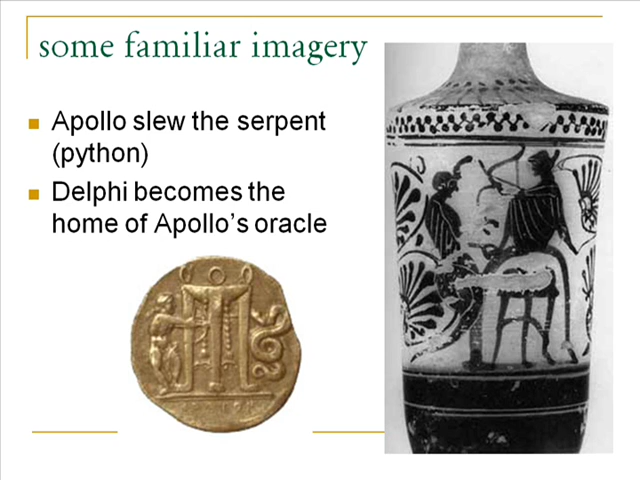 some familiar imagery
Apollo slew the serpent
(python)
Delphi becomes the
home of Apollo's oracle